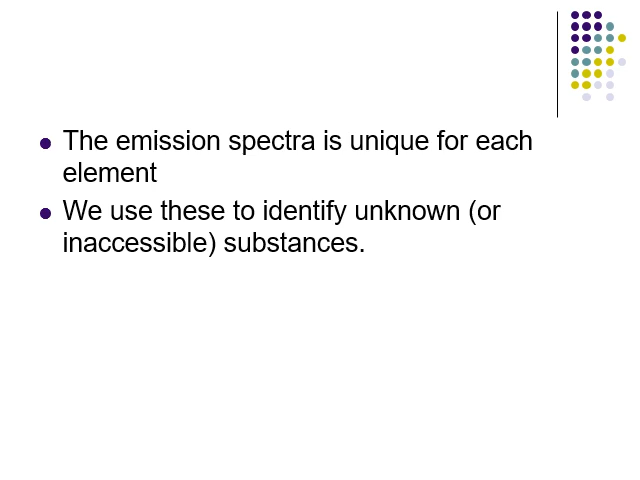 The emission spectra is unique for each
element
We use these to identify unknown (or
inaccessible) substances.